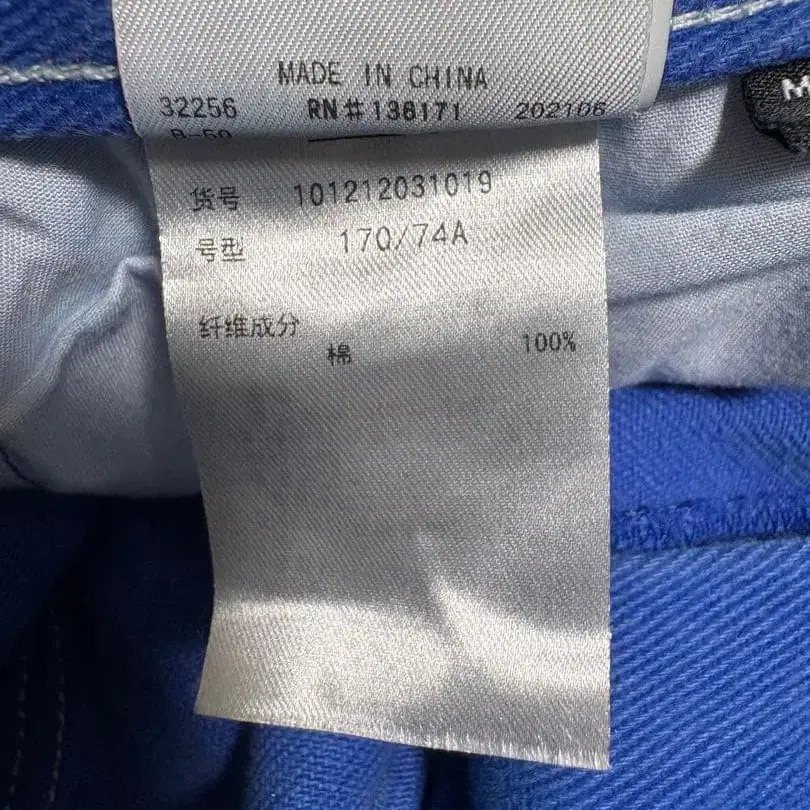 MADE IN CHINA
32256 RN#136171 202106
货号 101212031019
号型 170/74A
纤维成分
棉 100%
M